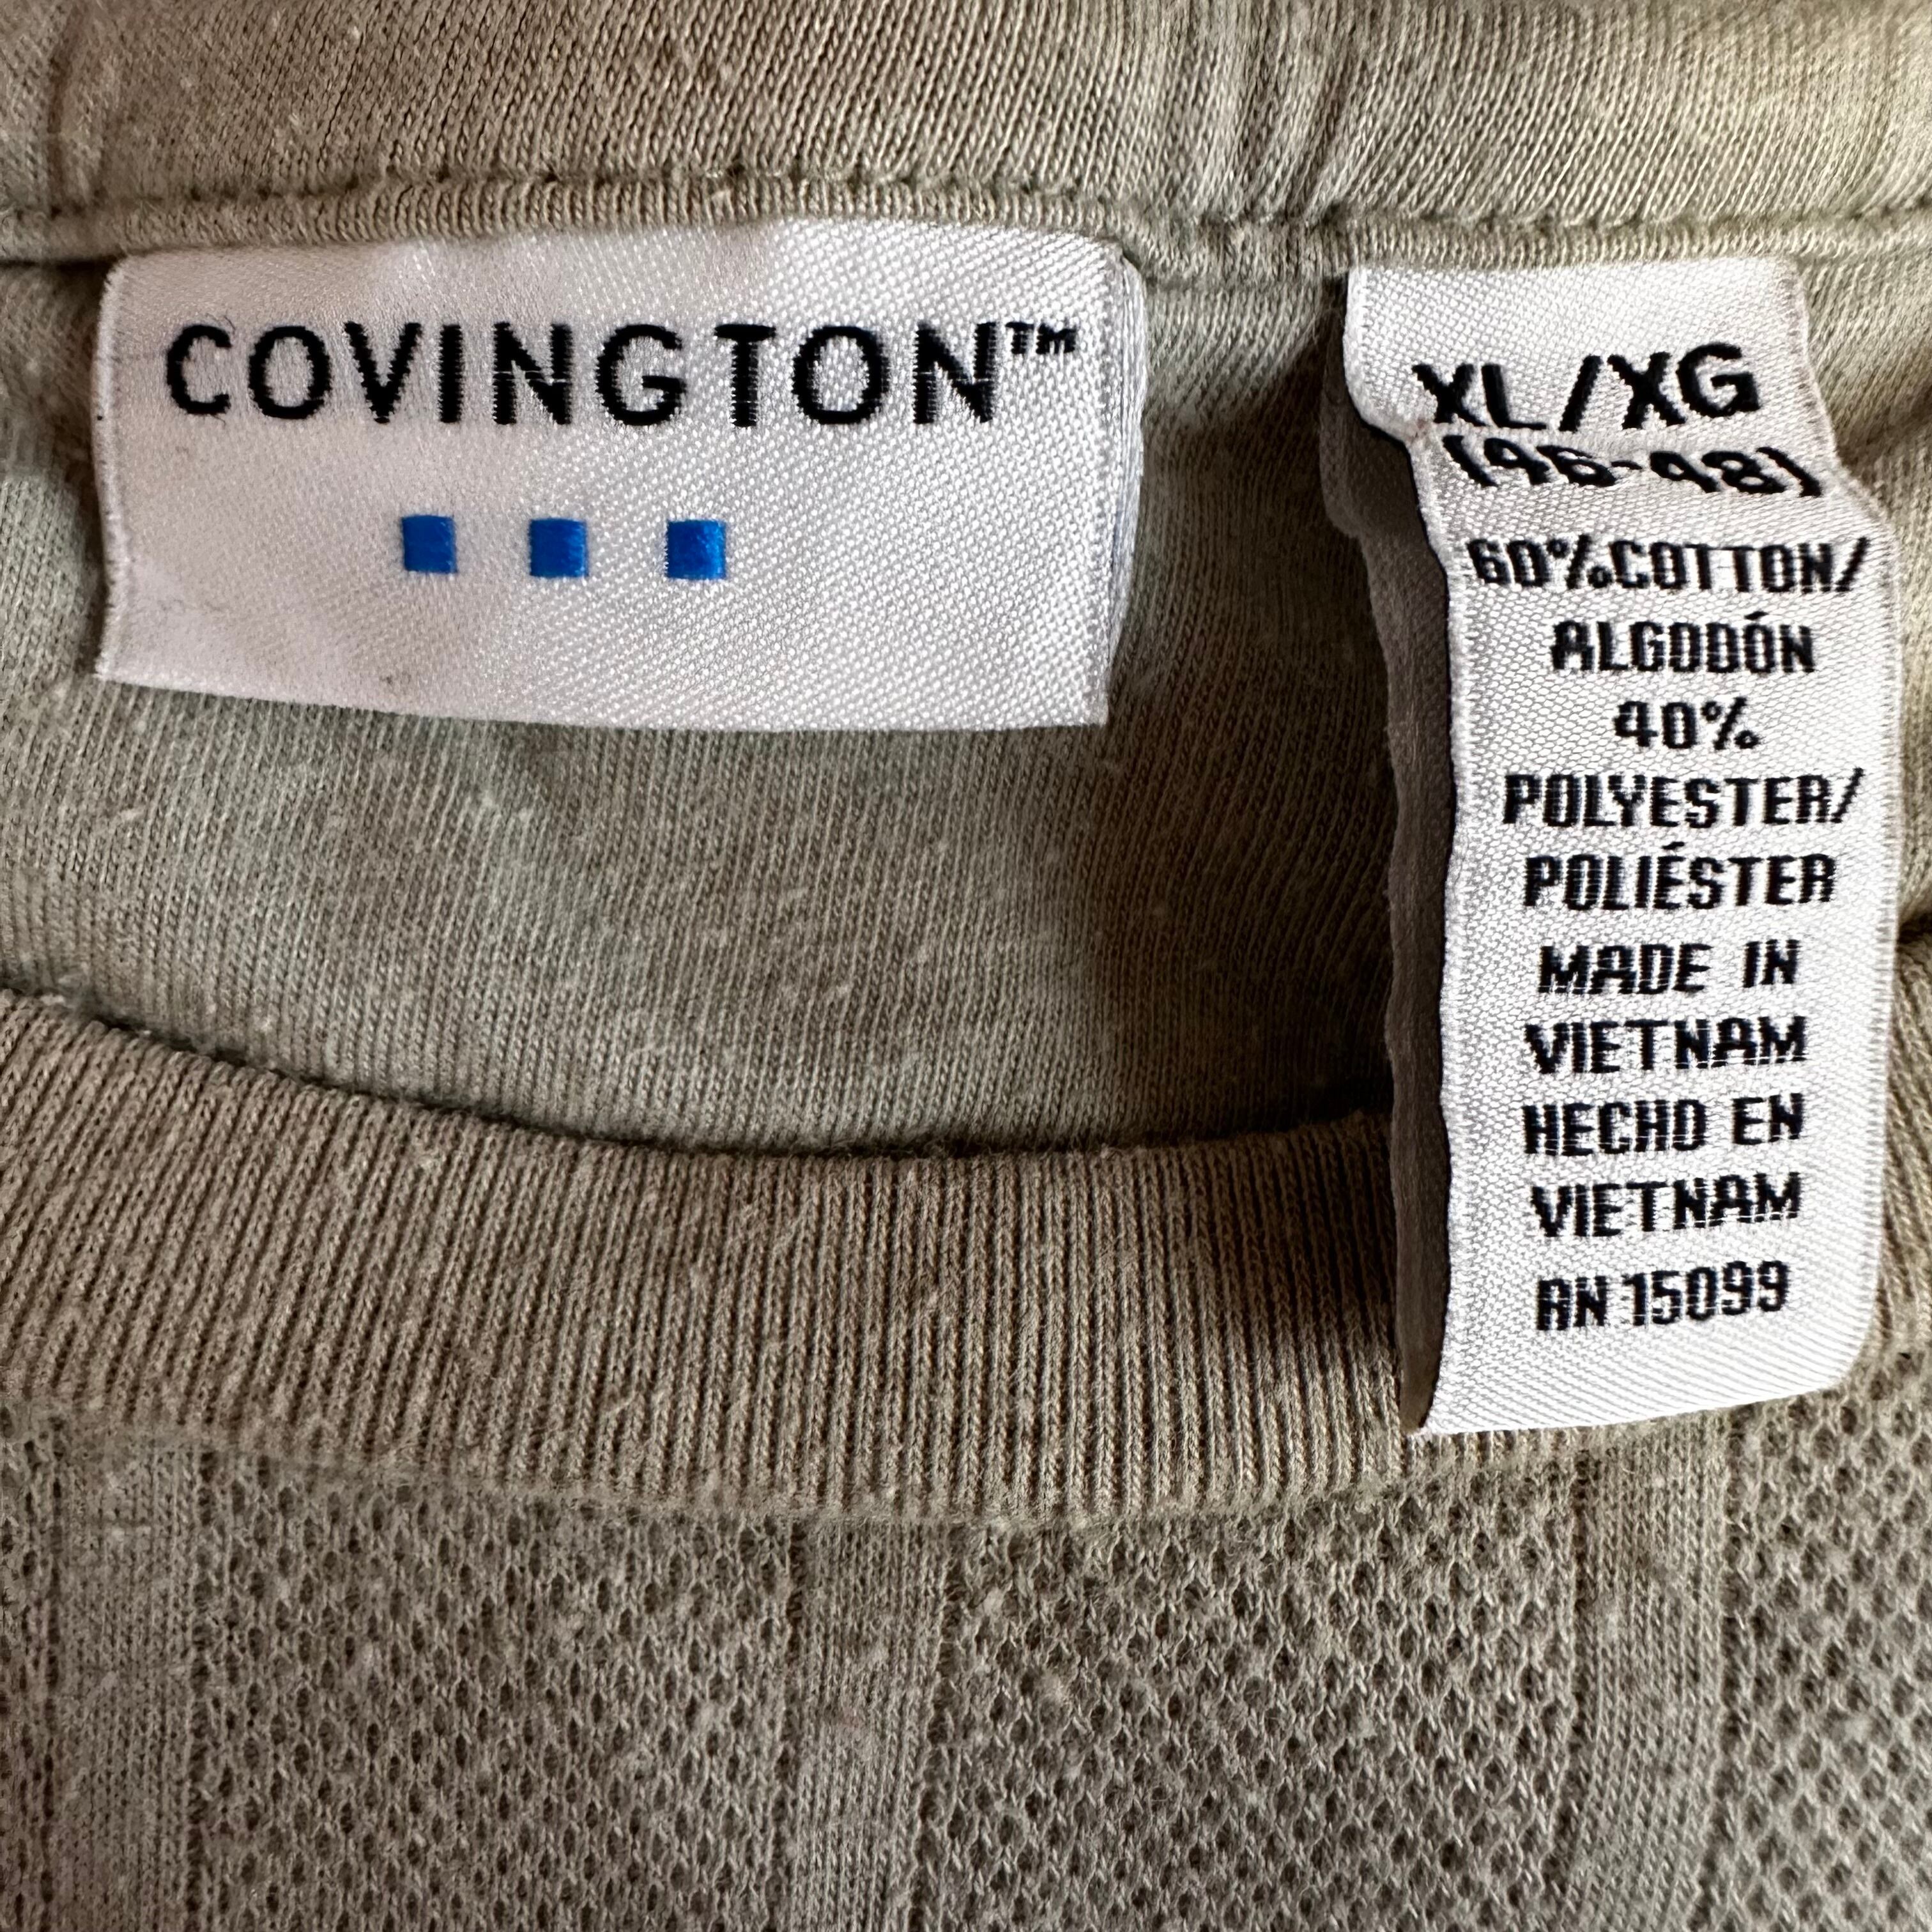 COVINGTON™
XL/XG
(46-48)
60%COTTON/
ALGODÓN
40%
POLYESTER/
POLIÉSTER
MADE IN
VIETNAM
HECHO EN
VIETNAM
RN 15099